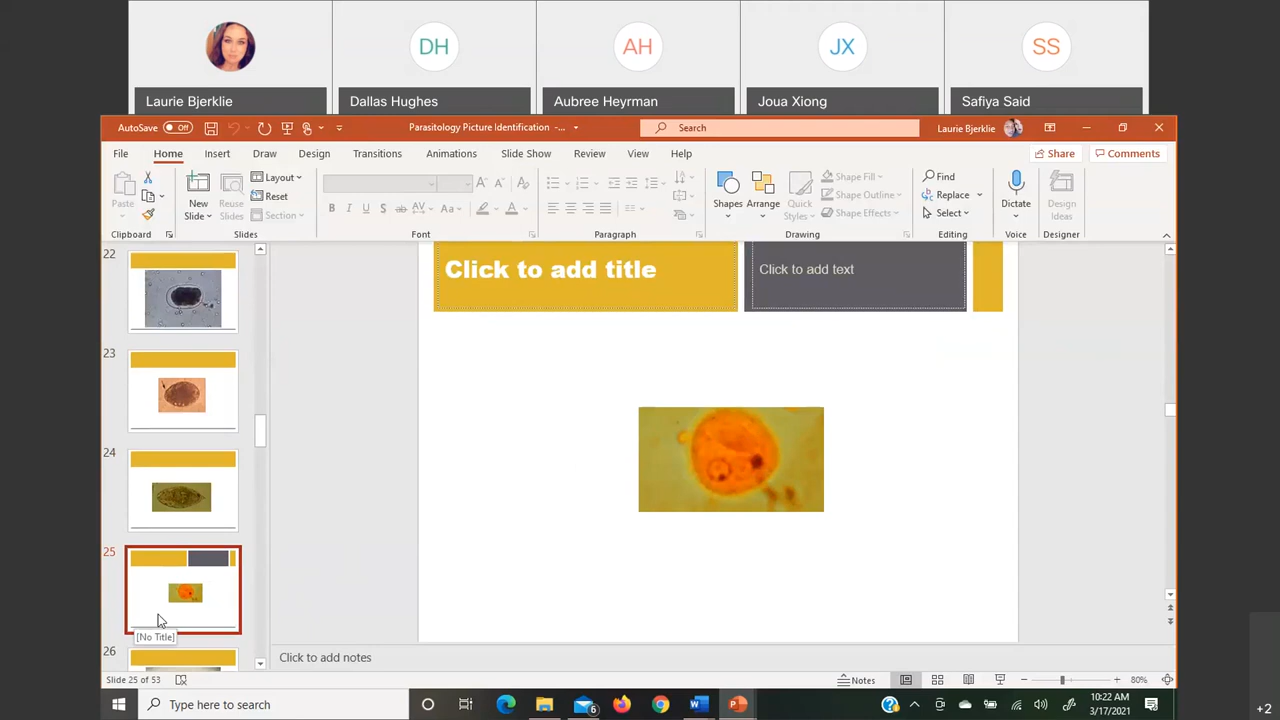 DH
AH
JX
SS
Laurie Bjerklie
Dallas Hughes
Aubree Heyrman
Joua Xiong
Safiya Said
AutoSave Off
Parasitology Picture Identification -...
Search
Laurie Bjerklie
File Home Insert Draw Design Transitions Animations Slide Show Review View Help
Share
Comments
Paste
New
Slide
Reuse
Slides
Layout
Reset
Section
B I U S ab AV Aa A
Shapes
Arrange
Quick
Styles
Shape Fill
Shape Outline
Shape Effects
Find
Replace
Select
Dictate
Design
Ideas
Clipboard
Slides
Font
Paragraph
Drawing
Editing
Voice
Designer
22
23
24
25
[No Title]
26
Click to add title
Click to add text
Click to add notes
Slide 25 of 53
Notes
80%
Type here to search
6
10:22 AM
3/17/2021
+2